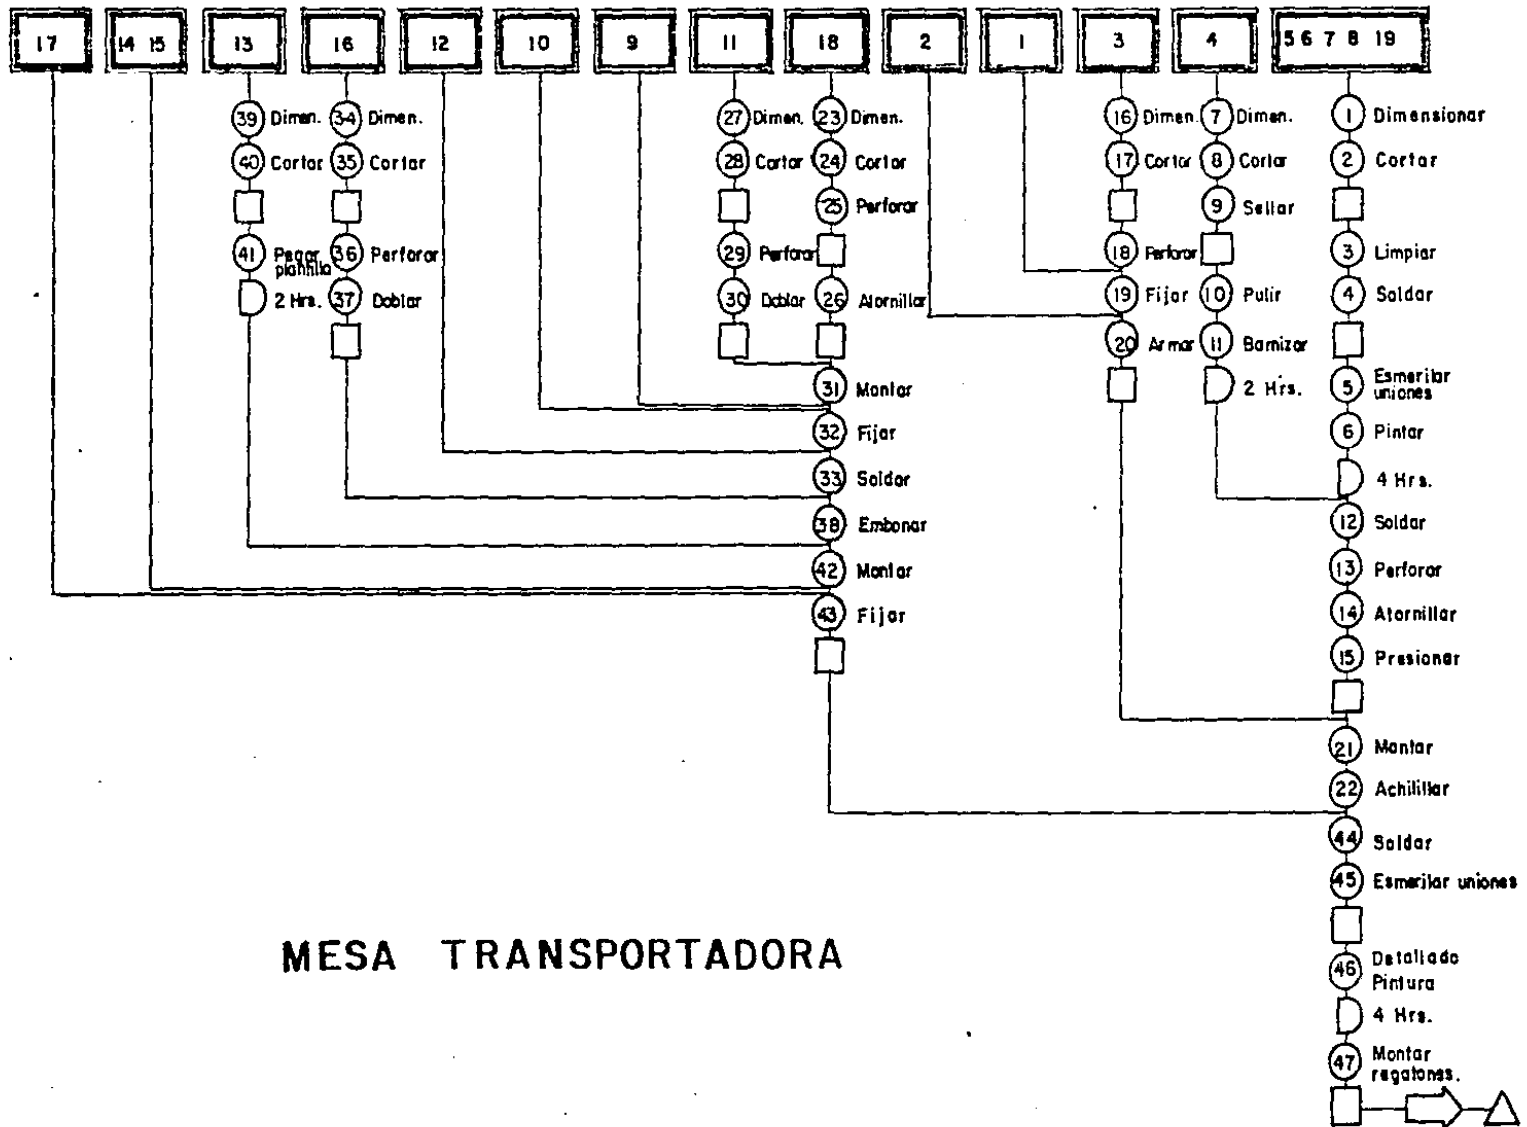 17 14 15 13 16 12 10 9 11 18 2 1 3 4 5 6 7 8 19
39 Dimen. 34 Dimen. 27 Dimen. 23 Dimen. 16 Dimen. 7 Dimen. 1 Dimensionar
40 Cortar 35 Cortar 28 Cortar 24 Cortar 17 Cortar 8 Cortar 2 Cortar
25 Perforar 9 Sellar
41 Pegar plantilla 36 Perforar 29 Perforar 18 Perforar 3 Limpiar
2 Hrs. 37 Doblar 30 Doblar 26 Atornillar 19 Fijar 10 Pulir 4 Soldar
20 Armar 11 Barnizar
31 Montar 2 Hrs. 5 Esmerilar uniones
32 Fijar 6 Pintar
33 Soldar 4 Hrs.
38 Embonar 12 Soldar
42 Montar 13 Perforar
43 Fijar 14 Atornillar
15 Presionar
21 Montar
22 Achilillar
44 Soldar
45 Esmerilar uniones
MESA TRANSPORTADORA
46 Detallado
Pintura
4 Hrs.
47 Montar
regatones.